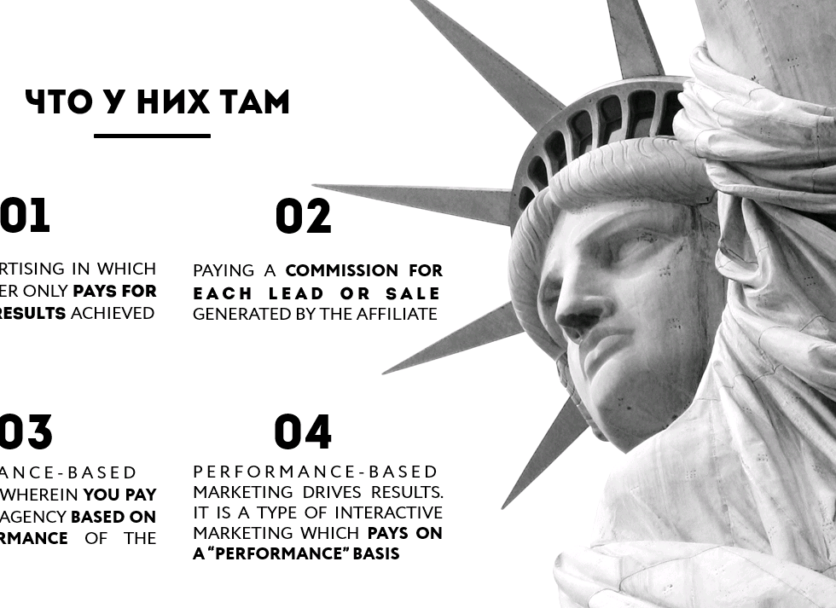 ЧТО У НИХ ТАМ
01
RTISING IN WHICH
ER ONLY PAYS FOR
RESULTS ACHIEVED
02
PAYING A COMMISSION FOR
EACH LEAD OR SALE
GENERATED BY THE AFFILIATE
03
ANCE-BASED
WHEREIN YOU PAY
AGENCY BASED ON
RMANCE OF THE
04
PERFORMANCE-BASED
MARKETING DRIVES RESULTS.
IT IS A TYPE OF INTERACTIVE
MARKETING WHICH PAYS ON
A “PERFORMANCE” BASIS